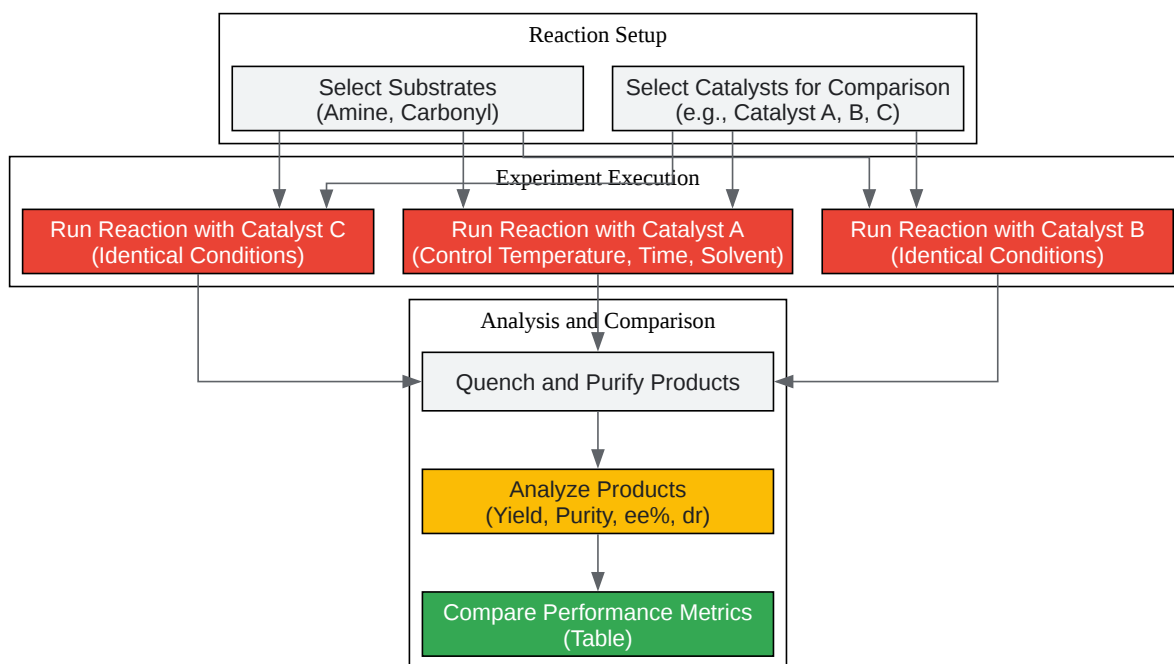 Reaction Setup
Select Substrates
(Amine, Carbonyl)
Select Catalysts for Comparison
(e.g., Catalyst A, B, C)
Experiment Execution
Run Reaction with Catalyst C
(Identical Conditions)
Run Reaction with Catalyst A
(Control Temperature, Time, Solvent)
Run Reaction with Catalyst B
(Identical Conditions)
Analysis and Comparison
Quench and Purify Products
Analyze Products
(Yield, Purity, ee%, dr)
Compare Performance Metrics
(Table)